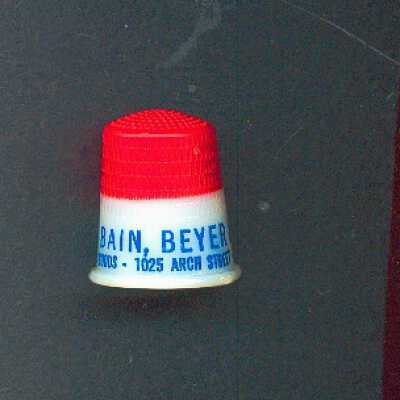 BAIN, BEYER
- 1025 ARCH STREET